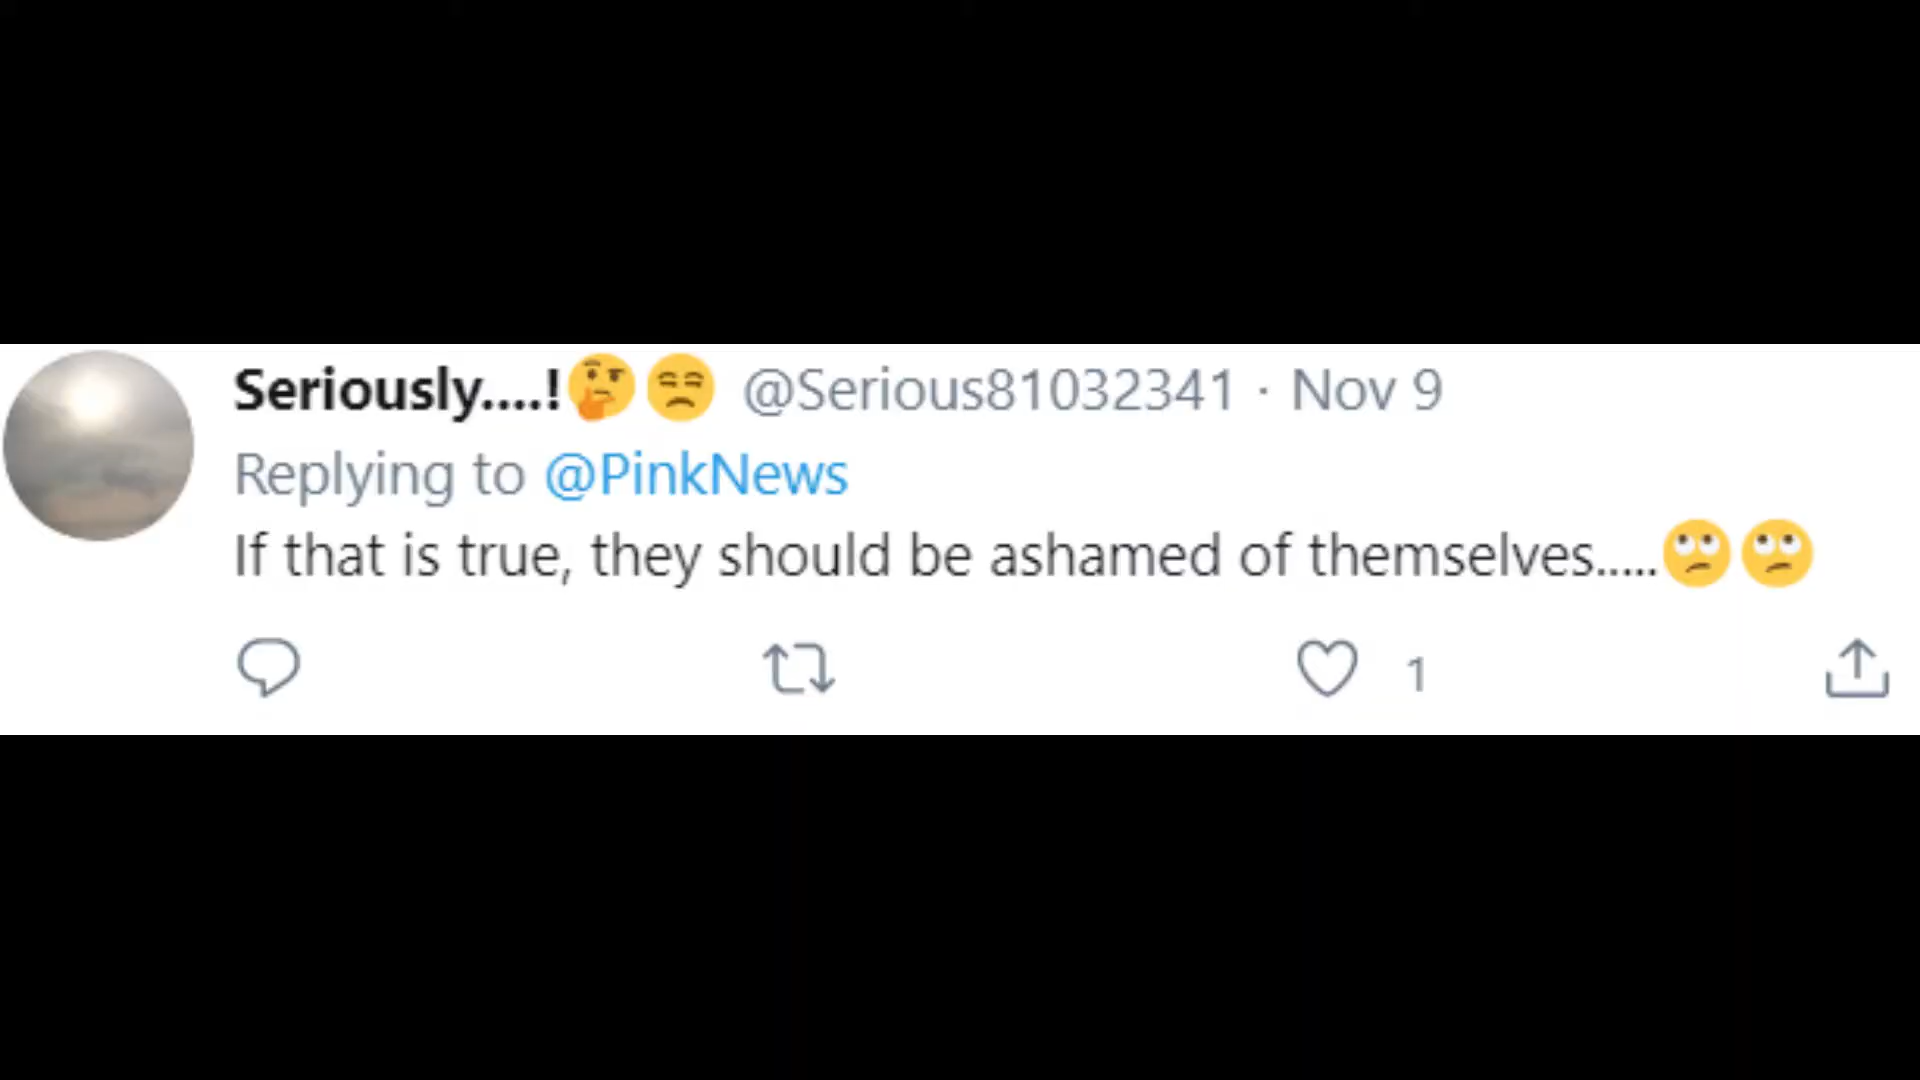 Seriously....!🤔😒 @Serious81032341 · Nov 9
Replying to @PinkNews
If that is true, they should be ashamed of themselves.....🙄🙄
1